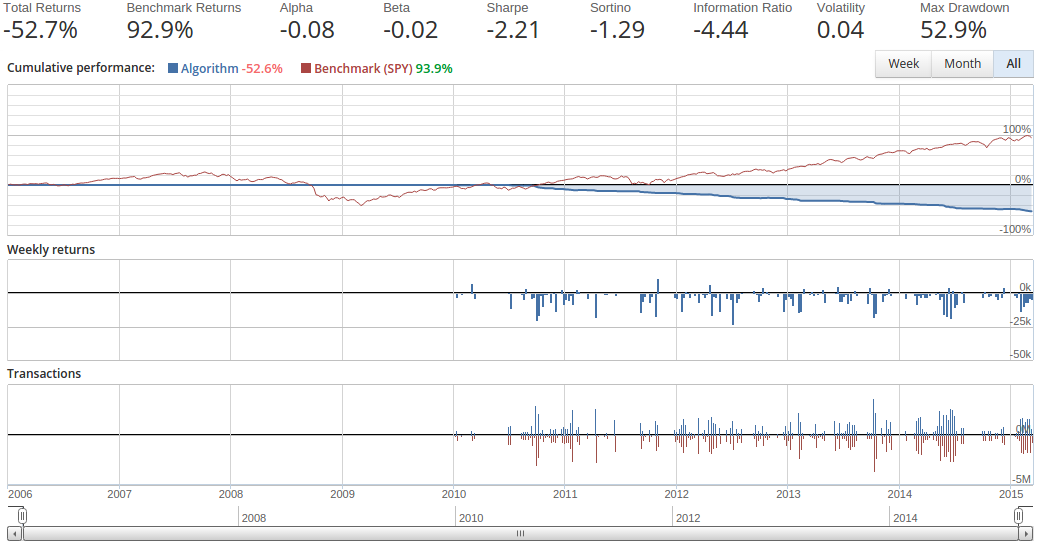 Total Returns Benchmark Returns Alpha Beta Sharpe Sortino Information Ratio Volatility Max Drawdown
-52.7% 92.9% -0.08 -0.02 -2.21 -1.29 -4.44 0.04 52.9%
Cumulative performance: Algorithm -52.6% Benchmark (SPY) 93.9% Week Month All
100%
0%
-100%
Weekly returns
0k
-25k
-50k
Transactions
0M
-5M
2006 2007 2008 2009 2010 2011 2012 2013 2014 2015
2008 2010 2012 2014